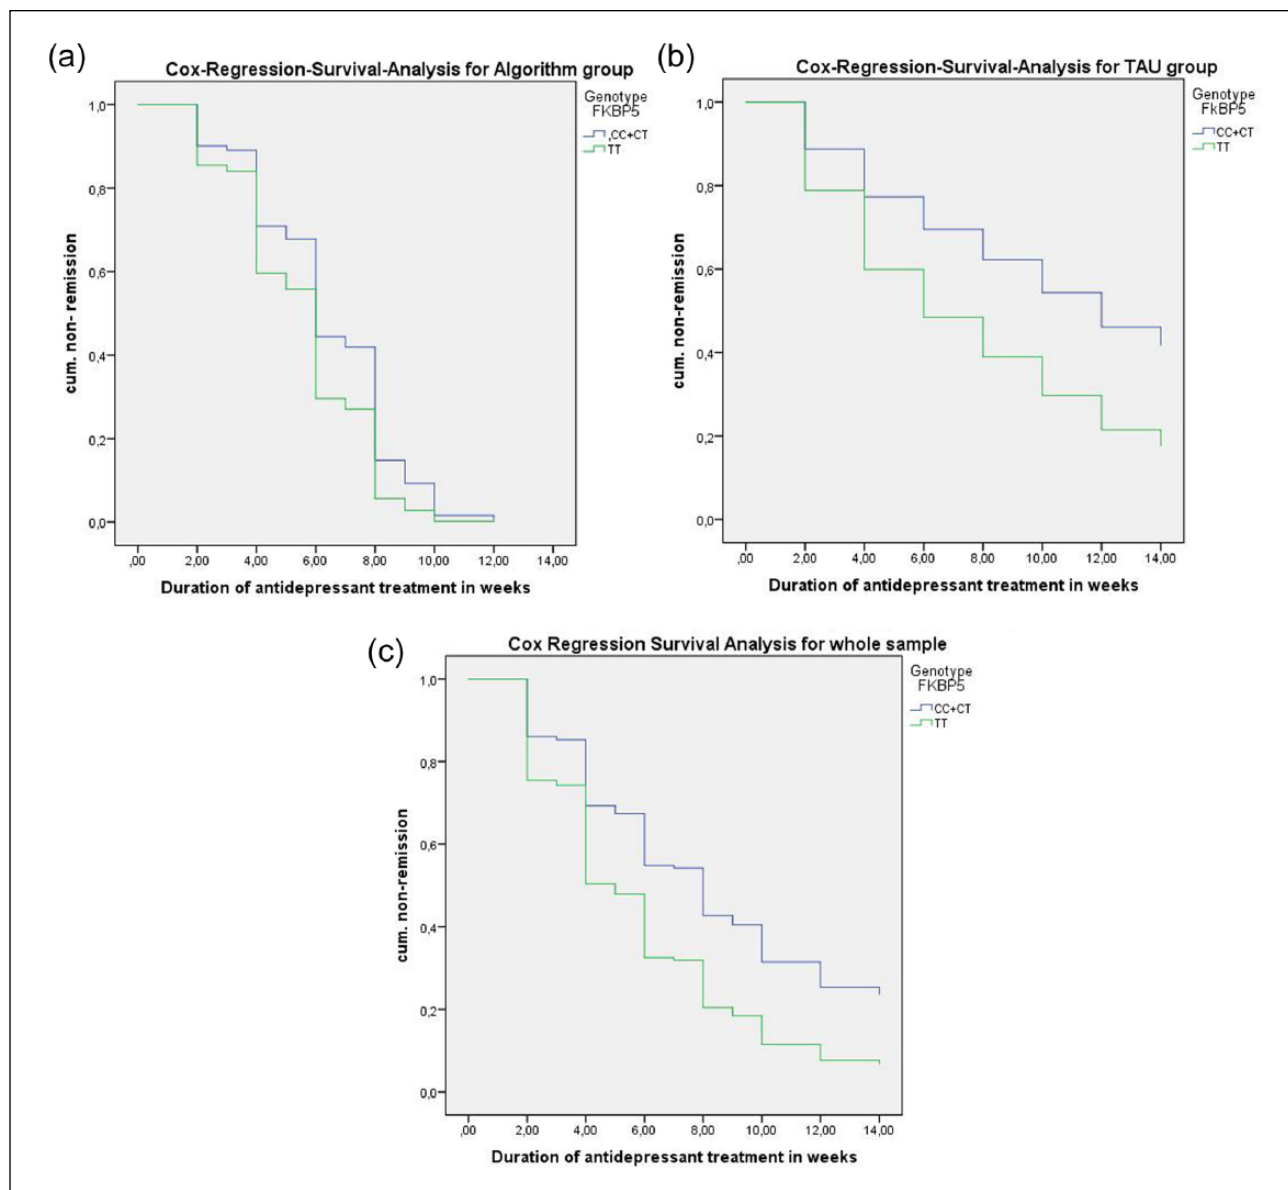 (a)
Cox-Regression-Survival-Analysis for Algorithm group
Genotype
FKBP5
,CC+CT
TT
1,0
0,8
0,6
0,4
0,2
0,0
cum. non- remission
,00 2,00 4,00 6,00 8,00 10,00 12,00 14,00
Duration of antidepressant treatment in weeks
(b)
Cox-Regression-Survival-Analysis for TAU group
Genotype
FkBP5
CC+CT
TT
1,0
0,8
0,6
0,4
0,2
0,0
cum. non-remission
,00 2,00 4,00 6,00 8,00 10,00 12,00 14,00
Duration of antidepressant treatment in weeks
(c)
Cox Regression Survival Analysis for whole sample
Genotype
FKBP5
CC+CT
TT
1,0
0,8
0,6
0,4
0,2
0,0
cum. non-remission
,00 2,00 4,00 6,00 8,00 10,00 12,00 14,00
Duration of antidepressant treatment in weeks